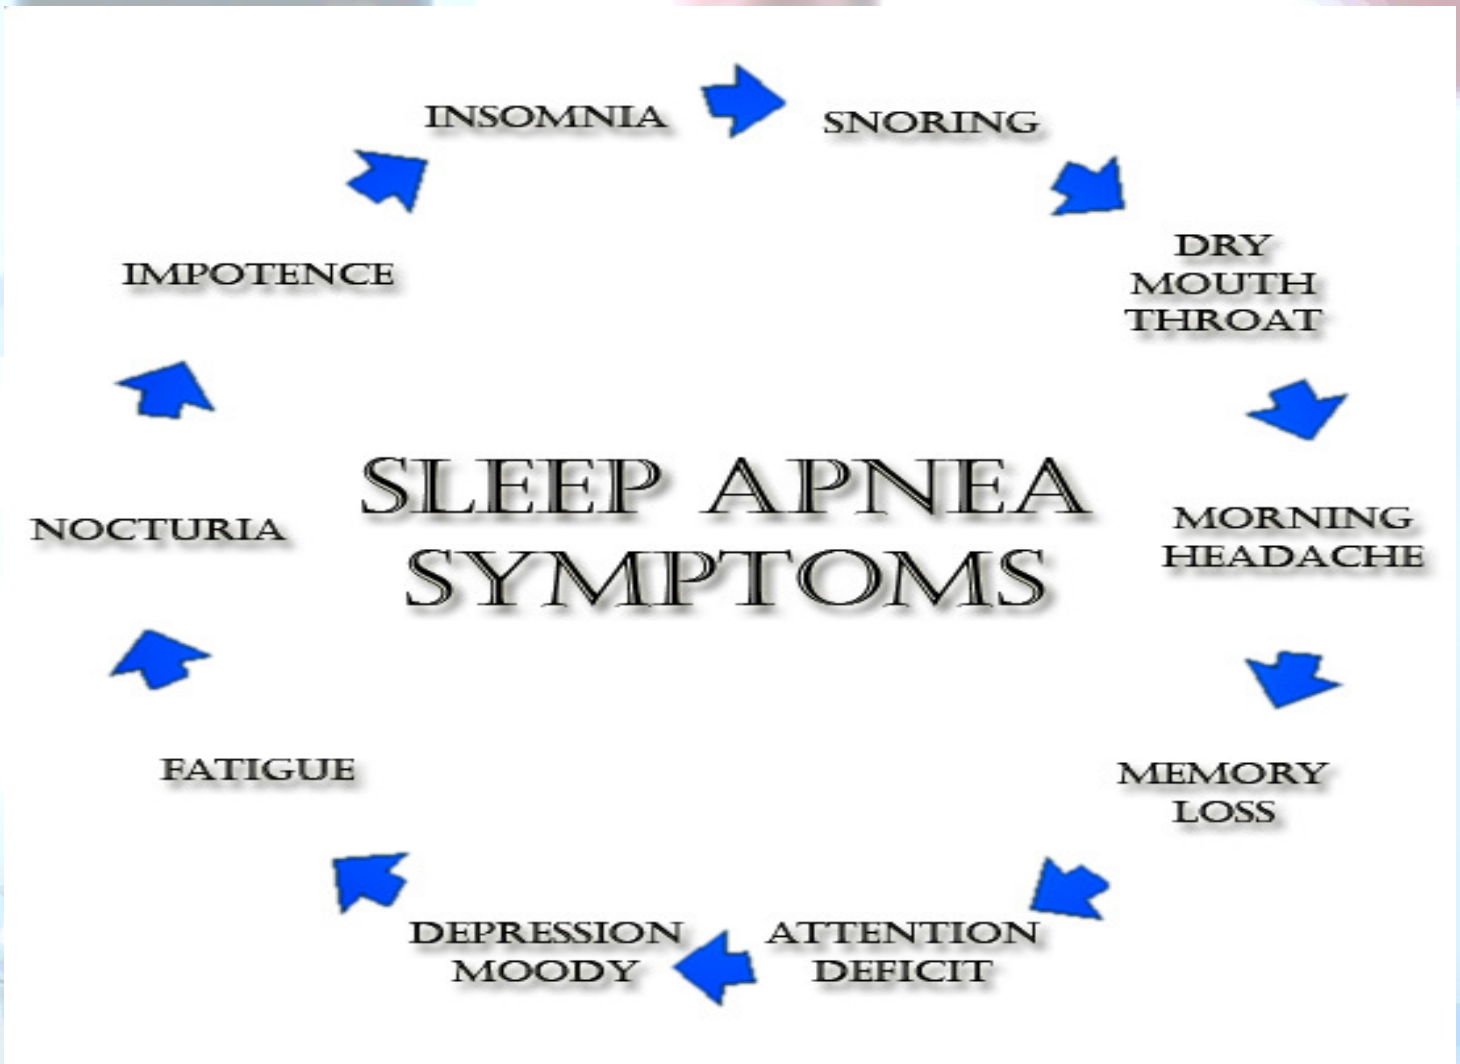 INSOMNIA
SNORING
DRY
MOUTH
THROAT
MORNING
HEADACHE
MEMORY
LOSS
ATTENTION
DEFICIT
DEPRESSION
MOODY
FATIGUE
NOCTURIA
IMPOTENCE
SLEEP APNEA
SYMPTOMS